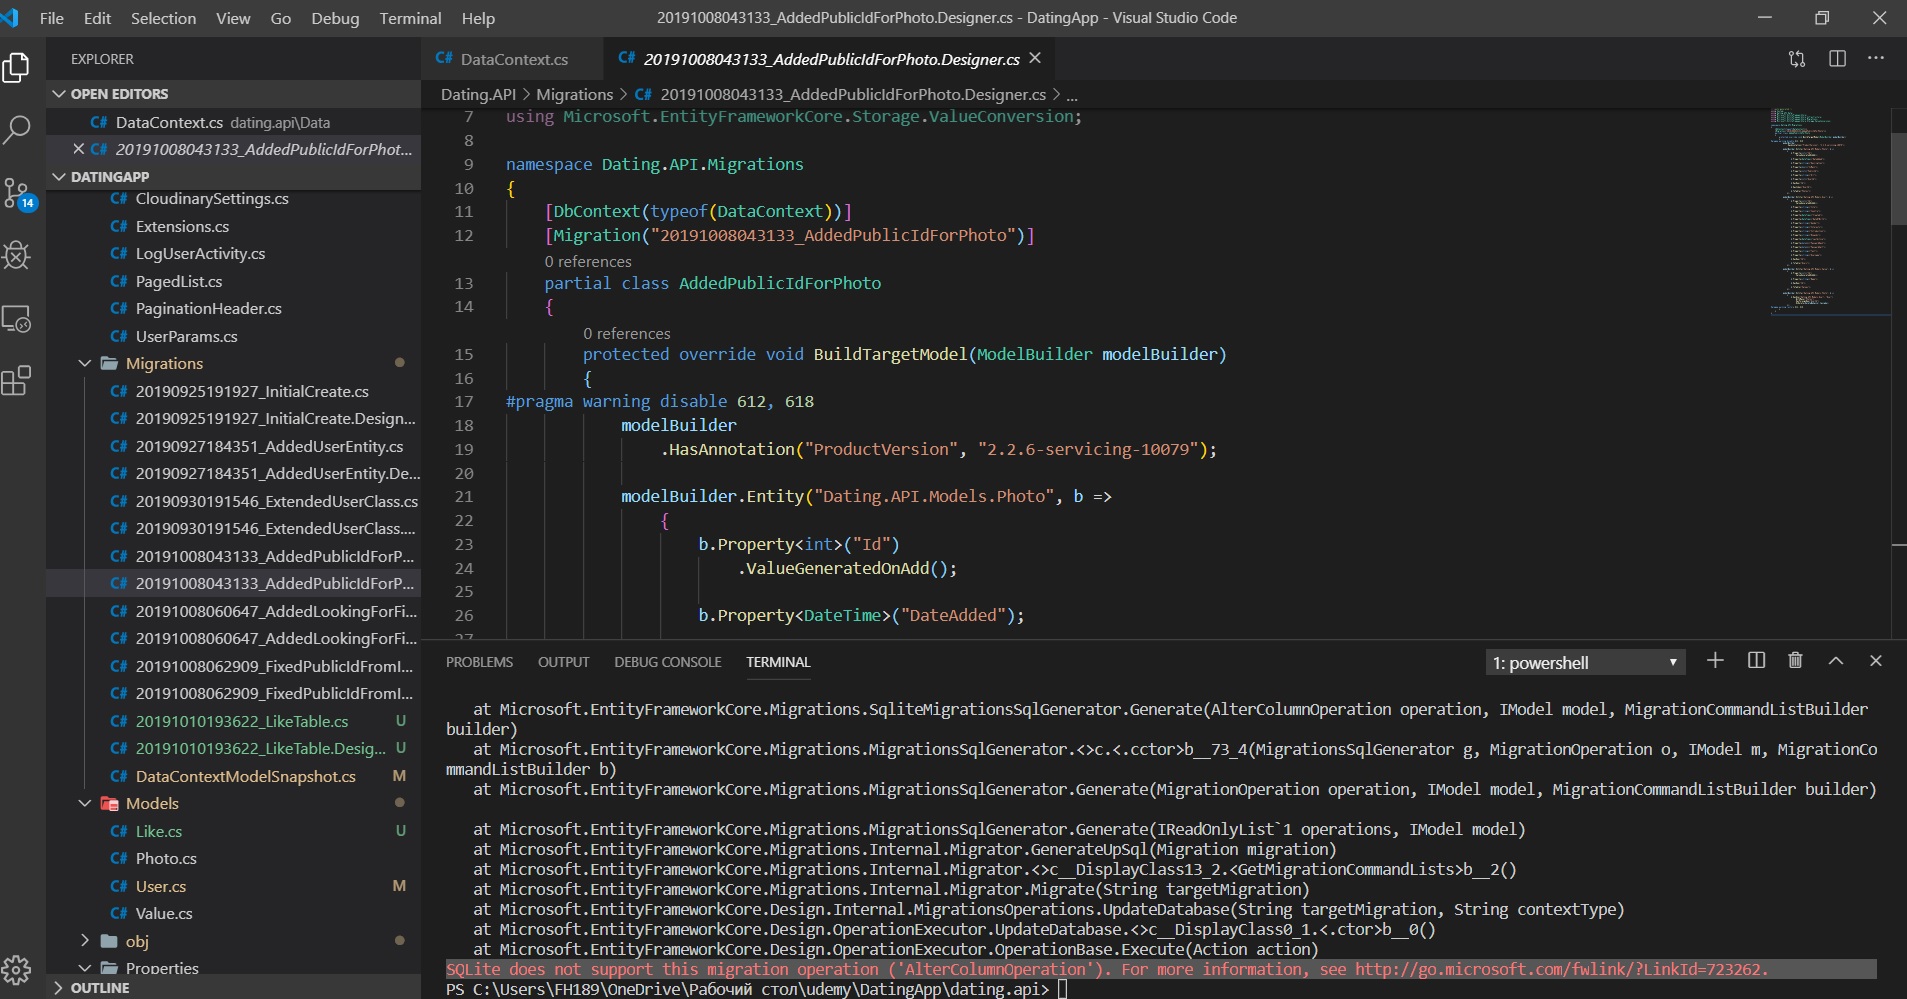 File Edit Selection View Go Debug Terminal Help
20191008043133_AddedPublicIdForPhoto.Designer.cs - DatingApp - Visual Studio Code
EXPLORER
OPEN EDITORS
C# DataContext.cs dating.api\Data
C# 20191008043133_AddedPublicIdForPhot...
DATINGAPP
C# CloudinarySettings.cs
C# Extensions.cs
C# LogUserActivity.cs
C# PagedList.cs
C# PaginationHeader.cs
C# UserParams.cs
Migrations
C# 20190925191927_InitialCreate.cs
C# 20190925191927_InitialCreate.Design...
C# 20190927184351_AddedUserEntity.cs
C# 20190927184351_AddedUserEntity.De...
C# 20190930191546_ExtendedUserClass.cs
C# 20190930191546_ExtendedUserClass....
C# 20191008043133_AddedPublicIdForP...
C# 20191008043133_AddedPublicIdForP...
C# 20191008060647_AddedLookingForFi...
C# 20191008060647_AddedLookingForFi...
C# 20191008062909_FixedPublicIdFromI...
C# 20191008062909_FixedPublicIdFromI...
C# 20191010193622_LikeTable.cs U
C# 20191010193622_LikeTable.Desig... U
C# DataContextModelSnapshot.cs M
Models
C# Like.cs U
C# Photo.cs
C# User.cs M
C# Value.cs
obj
Properties
OUTLINE
14
C# DataContext.cs
C# 20191008043133_AddedPublicIdForPhoto.Designer.cs
Dating.API > Migrations > C# 20191008043133_AddedPublicIdForPhoto.Designer.cs > ...
7 using Microsoft.EntityFrameworkCore.Storage.ValueConversion;
8
9 namespace Dating.API.Migrations
10 {
11 [DbContext(typeof(DataContext))]
12 [Migration("20191008043133_AddedPublicIdForPhoto")]
0 references
13 partial class AddedPublicIdForPhoto
14 {
0 references
15 protected override void BuildTargetModel(ModelBuilder modelBuilder)
16 {
17 #pragma warning disable 612, 618
18 modelBuilder
19 .HasAnnotation("ProductVersion", "2.2.6-servicing-10079");
20
21 modelBuilder.Entity("Dating.API.Models.Photo", b =>
22 {
23 b.Property<int>("Id")
24 .ValueGeneratedOnAdd();
25
26 b.Property<DateTime>("DateAdded");
27
PROBLEMS OUTPUT DEBUG CONSOLE TERMINAL
1: powershell
at Microsoft.EntityFrameworkCore.Migrations.SqliteMigrationsSqlGenerator.Generate(AlterColumnOperation operation, IModel model, MigrationCommandListBuilder
builder)
at Microsoft.EntityFrameworkCore.Migrations.MigrationsSqlGenerator.<>c.<.cctor>b__73_4(MigrationsSqlGenerator g, MigrationOperation o, IModel m, MigrationCo
mmandListBuilder b)
at Microsoft.EntityFrameworkCore.Migrations.MigrationsSqlGenerator.Generate(MigrationOperation operation, IModel model, MigrationCommandListBuilder builder)
at Microsoft.EntityFrameworkCore.Migrations.MigrationsSqlGenerator.Generate(IReadOnlyList`1 operations, IModel model)
at Microsoft.EntityFrameworkCore.Migrations.Internal.Migrator.GenerateUpSql(Migration migration)
at Microsoft.EntityFrameworkCore.Migrations.Internal.Migrator.<>c__DisplayClass13_2.<GetMigrationCommandLists>b__2()
at Microsoft.EntityFrameworkCore.Migrations.Internal.Migrator.Migrate(String targetMigration)
at Microsoft.EntityFrameworkCore.Design.Internal.MigrationsOperations.UpdateDatabase(String targetMigration, String contextType)
at Microsoft.EntityFrameworkCore.Design.OperationExecutor.UpdateDatabase.<>c__DisplayClass0_1.<.ctor>b__0()
at Microsoft.EntityFrameworkCore.Design.OperationExecutor.OperationBase.Execute(Action action)
SQLite does not support this migration operation ('AlterColumnOperation'). For more information, see http://go.microsoft.com/fwlink/?LinkId=723262.
PS C:\Users\FH189\OneDrive\Рабочий стол\udemy\DatingApp\dating.api>